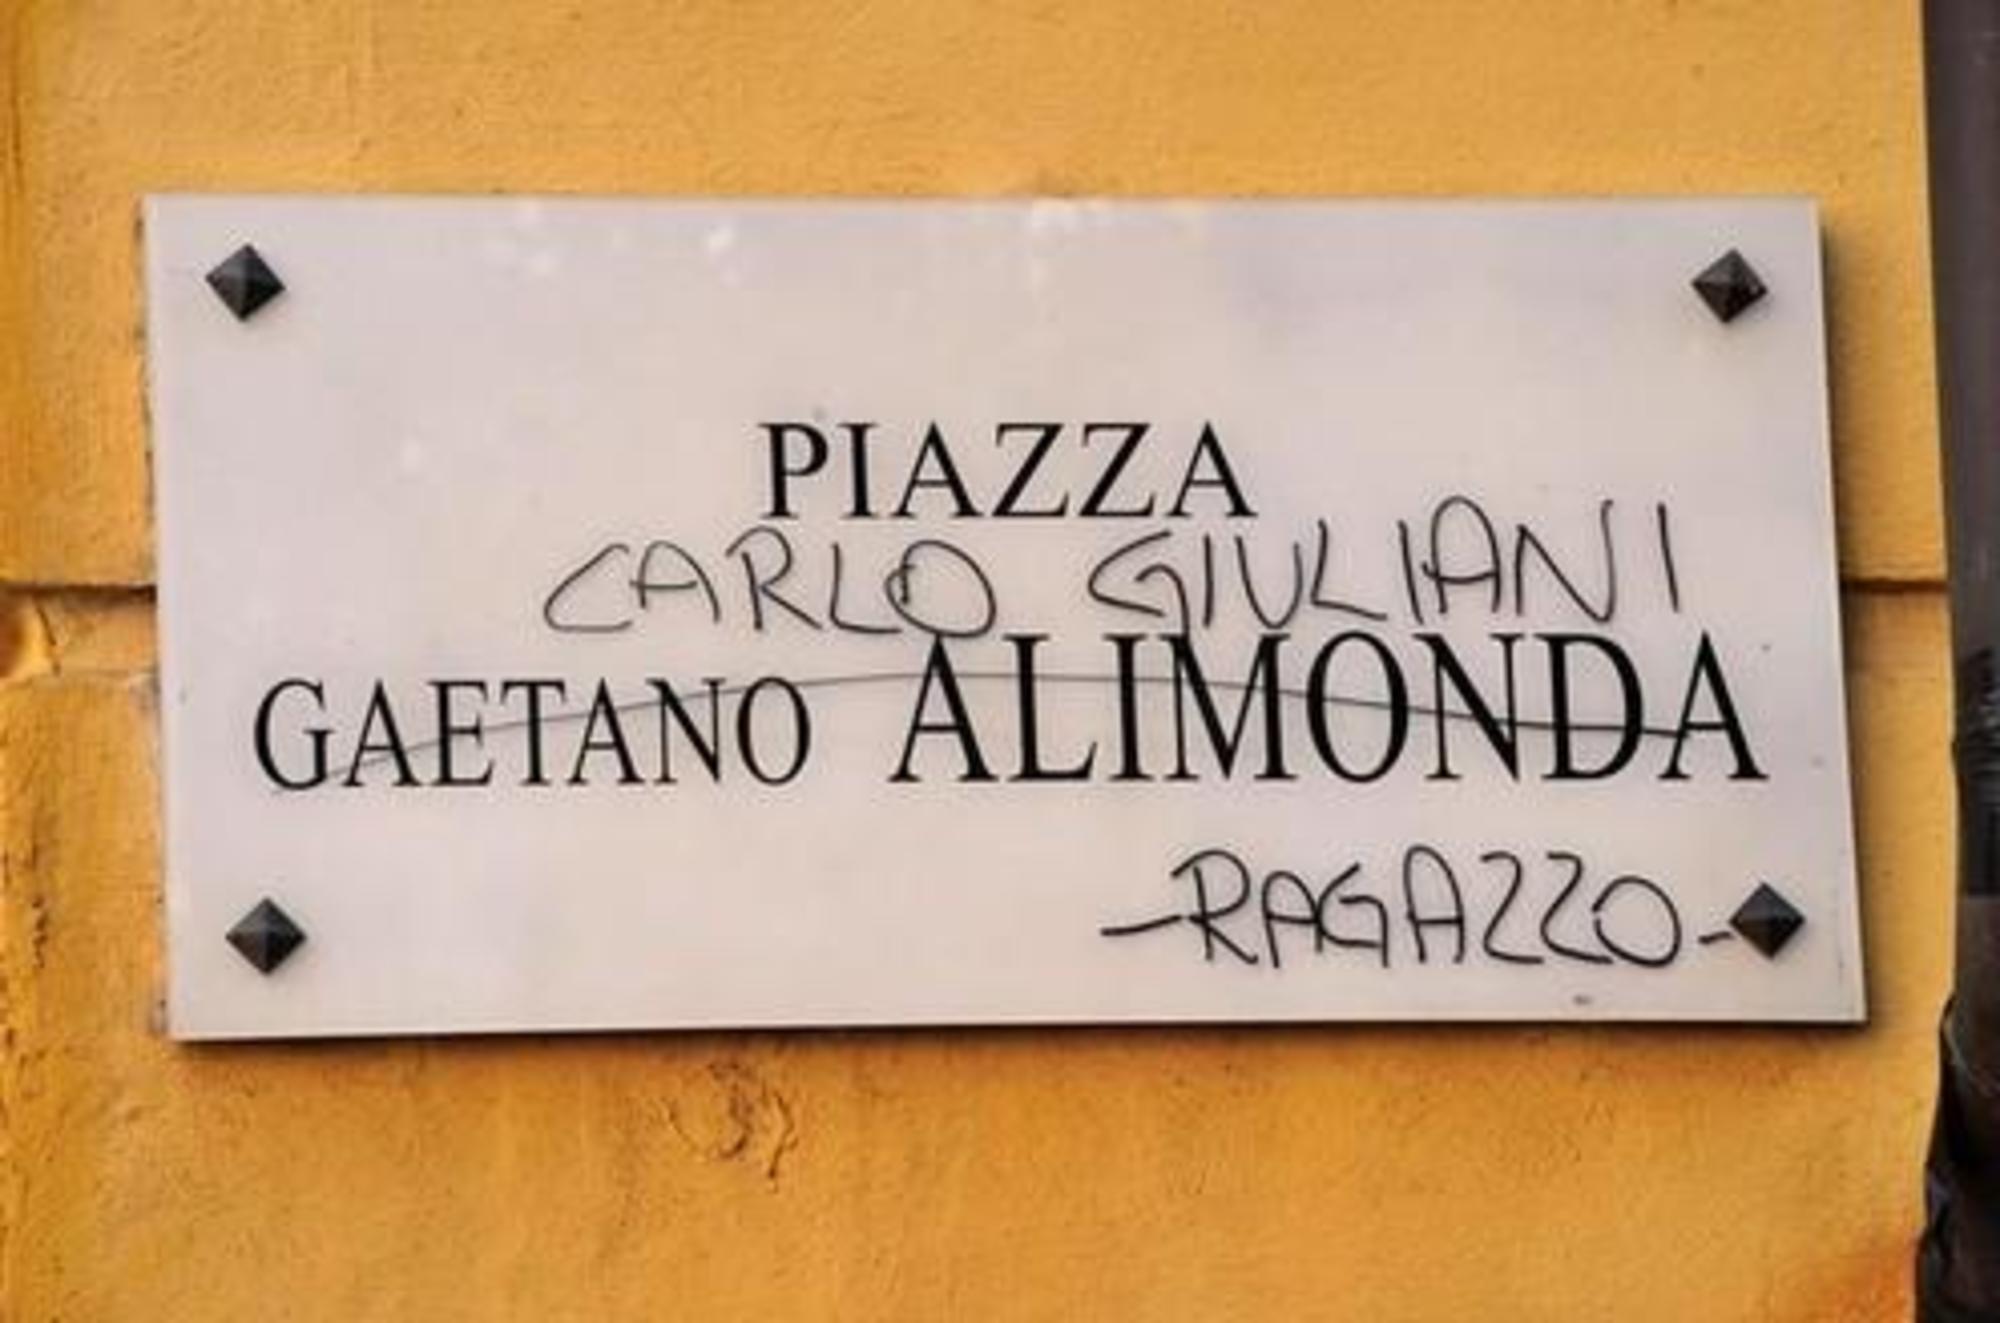 PIAZZA
CARLO GIULIANI
GAETANO ALIMONDA
-RAGAZZO-